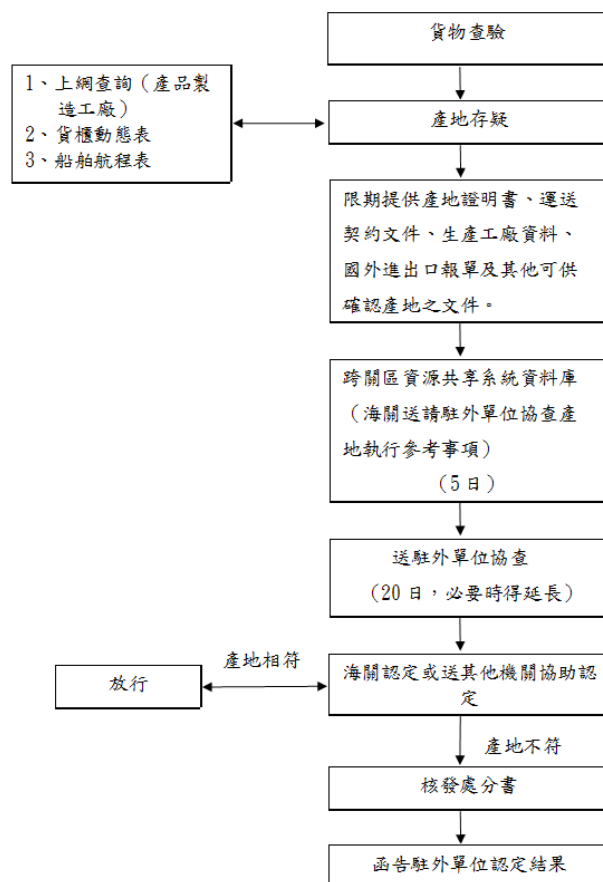 貨物查驗
1、上網查詢（產品製
造工廠）
2、貨櫃動態表
3、船舶航程表
產地存疑
限期提供產地證明書、運送
契約文件、生產工廠資料、
國外進出口報單及其他可供
確認產地之文件。
跨關區資源共享系統資料庫
（海關送請駐外單位協查產
地執行參考事項）
（5日）
送駐外單位協查
（20日，必要時得延長）
放行
產地相符
海關認定或送其他機關協助認
定
產地不符
核發處分書
函告駐外單位認定結果